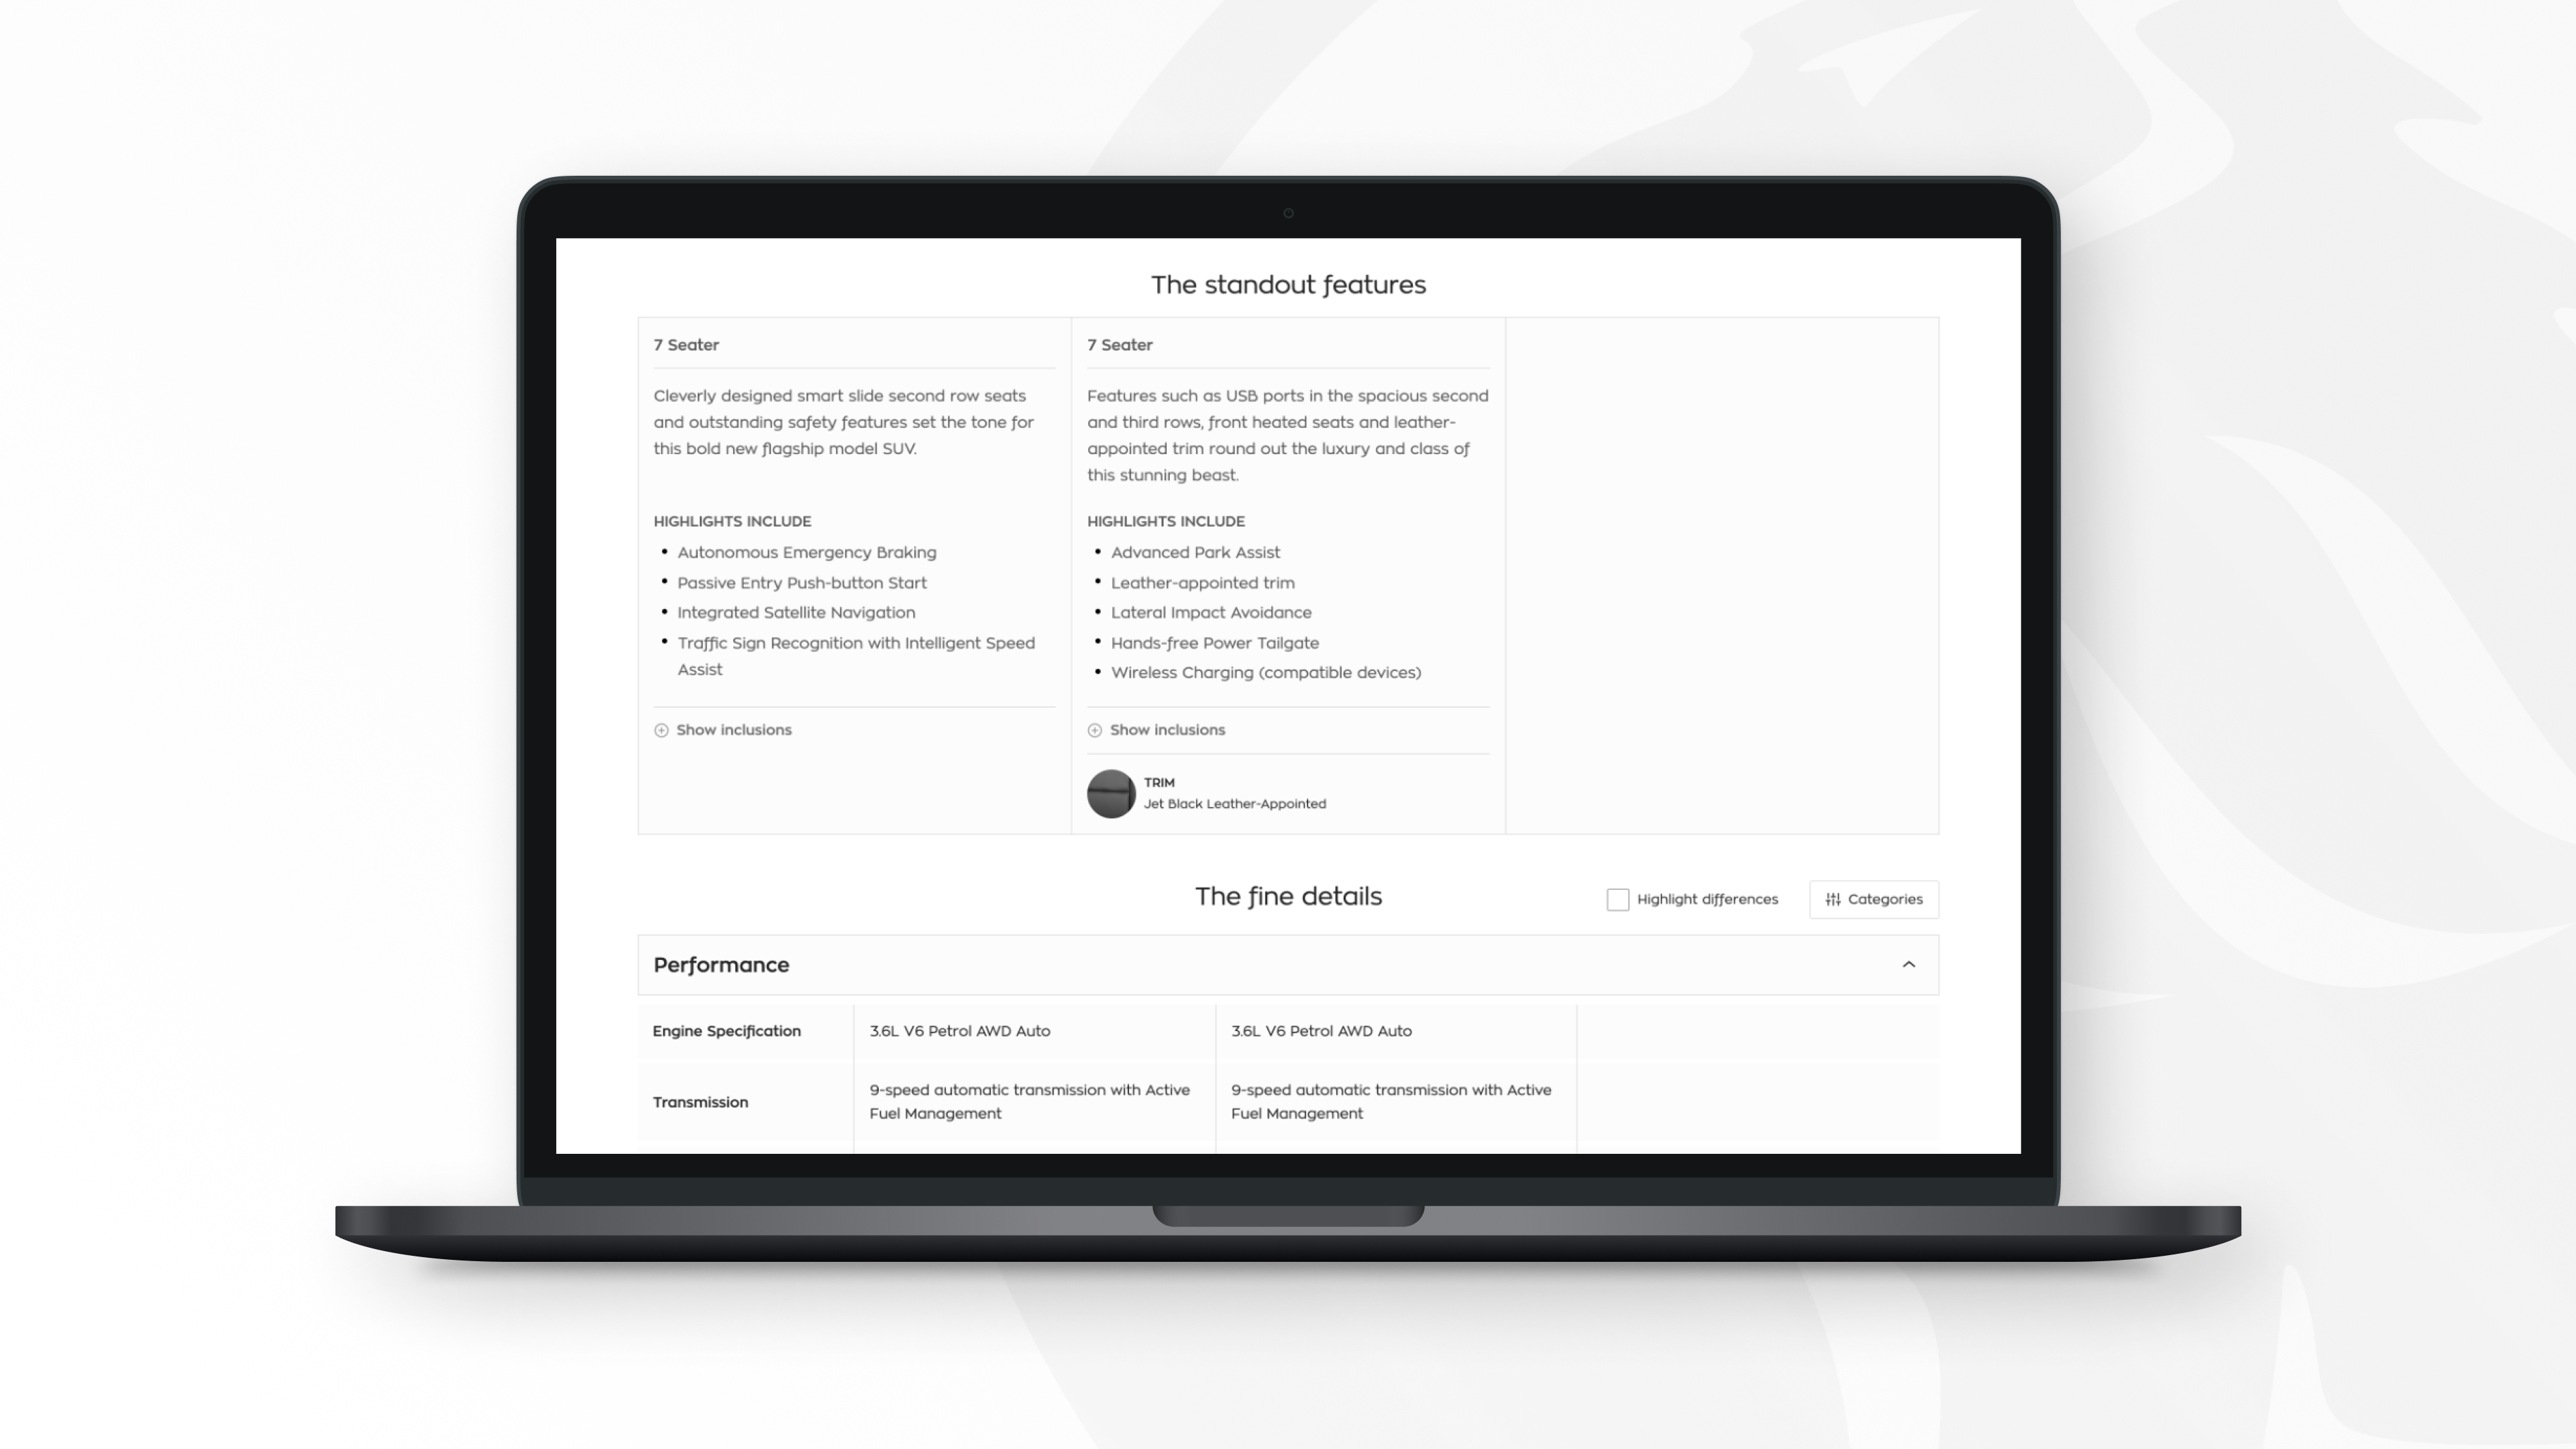 The standout features
7 Seater
Cleverly designed smart slide second row seats
and outstanding safety features set the tone for
this bold new flagship model SUV.
HIGHLIGHTS INCLUDE
Autonomous Emergency Braking
Passive Entry Push-button Start
Integrated Satellite Navigation
Traffic Sign Recognition with Intelligent Speed
Assist
Show inclusions
7 Seater
Features such as USB ports in the spacious second
and third rows, front heated seats and leather-
appointed trim round out the luxury and class of
this stunning beast.
HIGHLIGHTS INCLUDE
Advanced Park Assist
Leather-appointed trim
Lateral Impact Avoidance
Hands-free Power Tailgate
Wireless Charging (compatible devices)
Show inclusions
TRIM
Jet Black Leather-Appointed
The fine details
Highlight differences
Categories
Performance
Engine Specification
3.6L V6 Petrol AWD Auto
3.6L V6 Petrol AWD Auto
Transmission
9-speed automatic transmission with Active
Fuel Management
9-speed automatic transmission with Active
Fuel Management